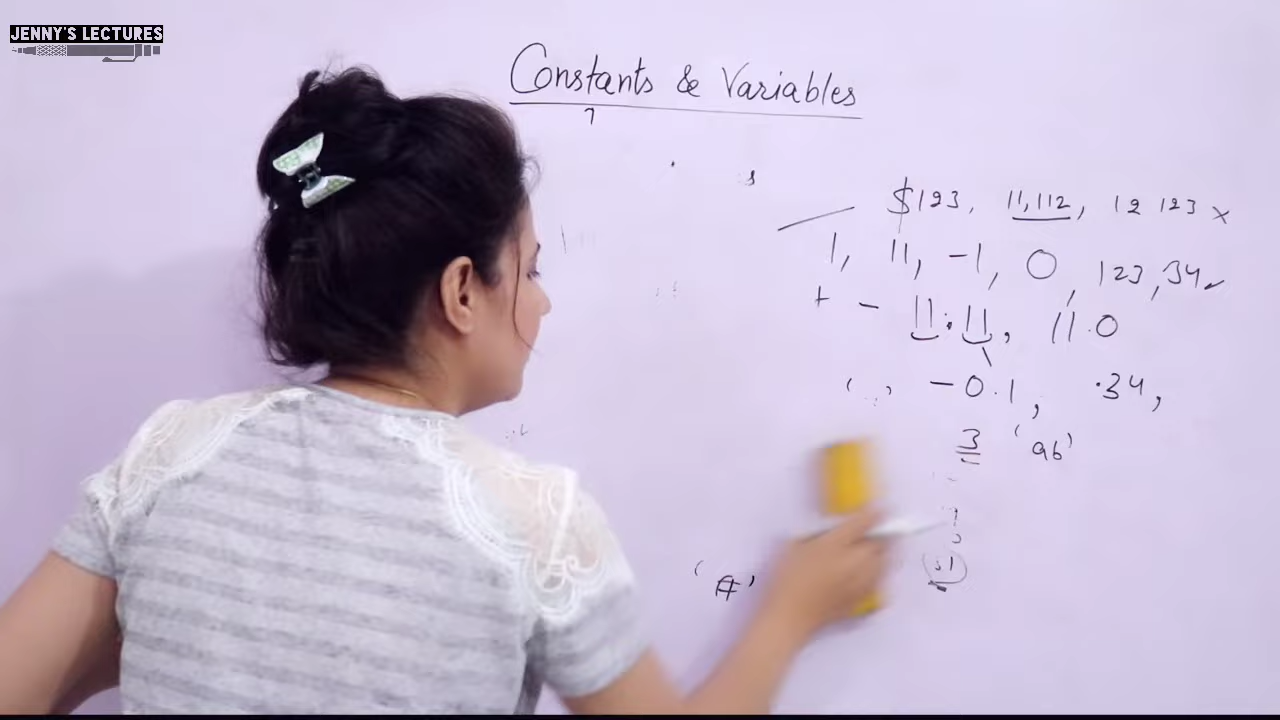 JENNY'S LECTURES
Constants & Variables
$123, 11,112, 12 123 x
1, 11, -1, 0, 123, 34
+ - 11.11, 11.0
-0.1, .34,
3 'ab'
'#'